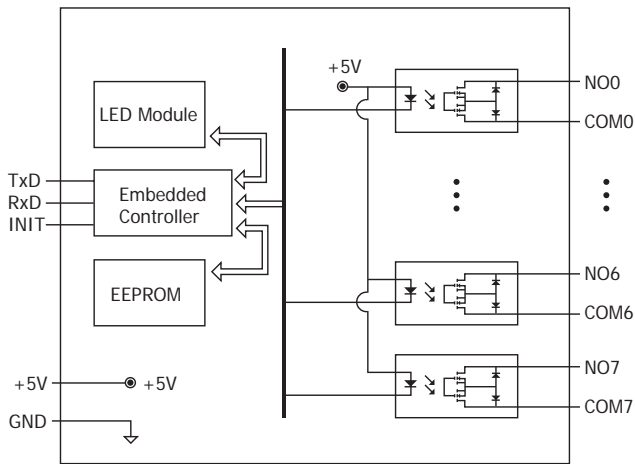 +5V
NO0
LED Module
COM0
TxD
RxD
INIT
Embedded
Controller
NO6
EEPROM
COM6
NO7
+5V
+5V
COM7
GND